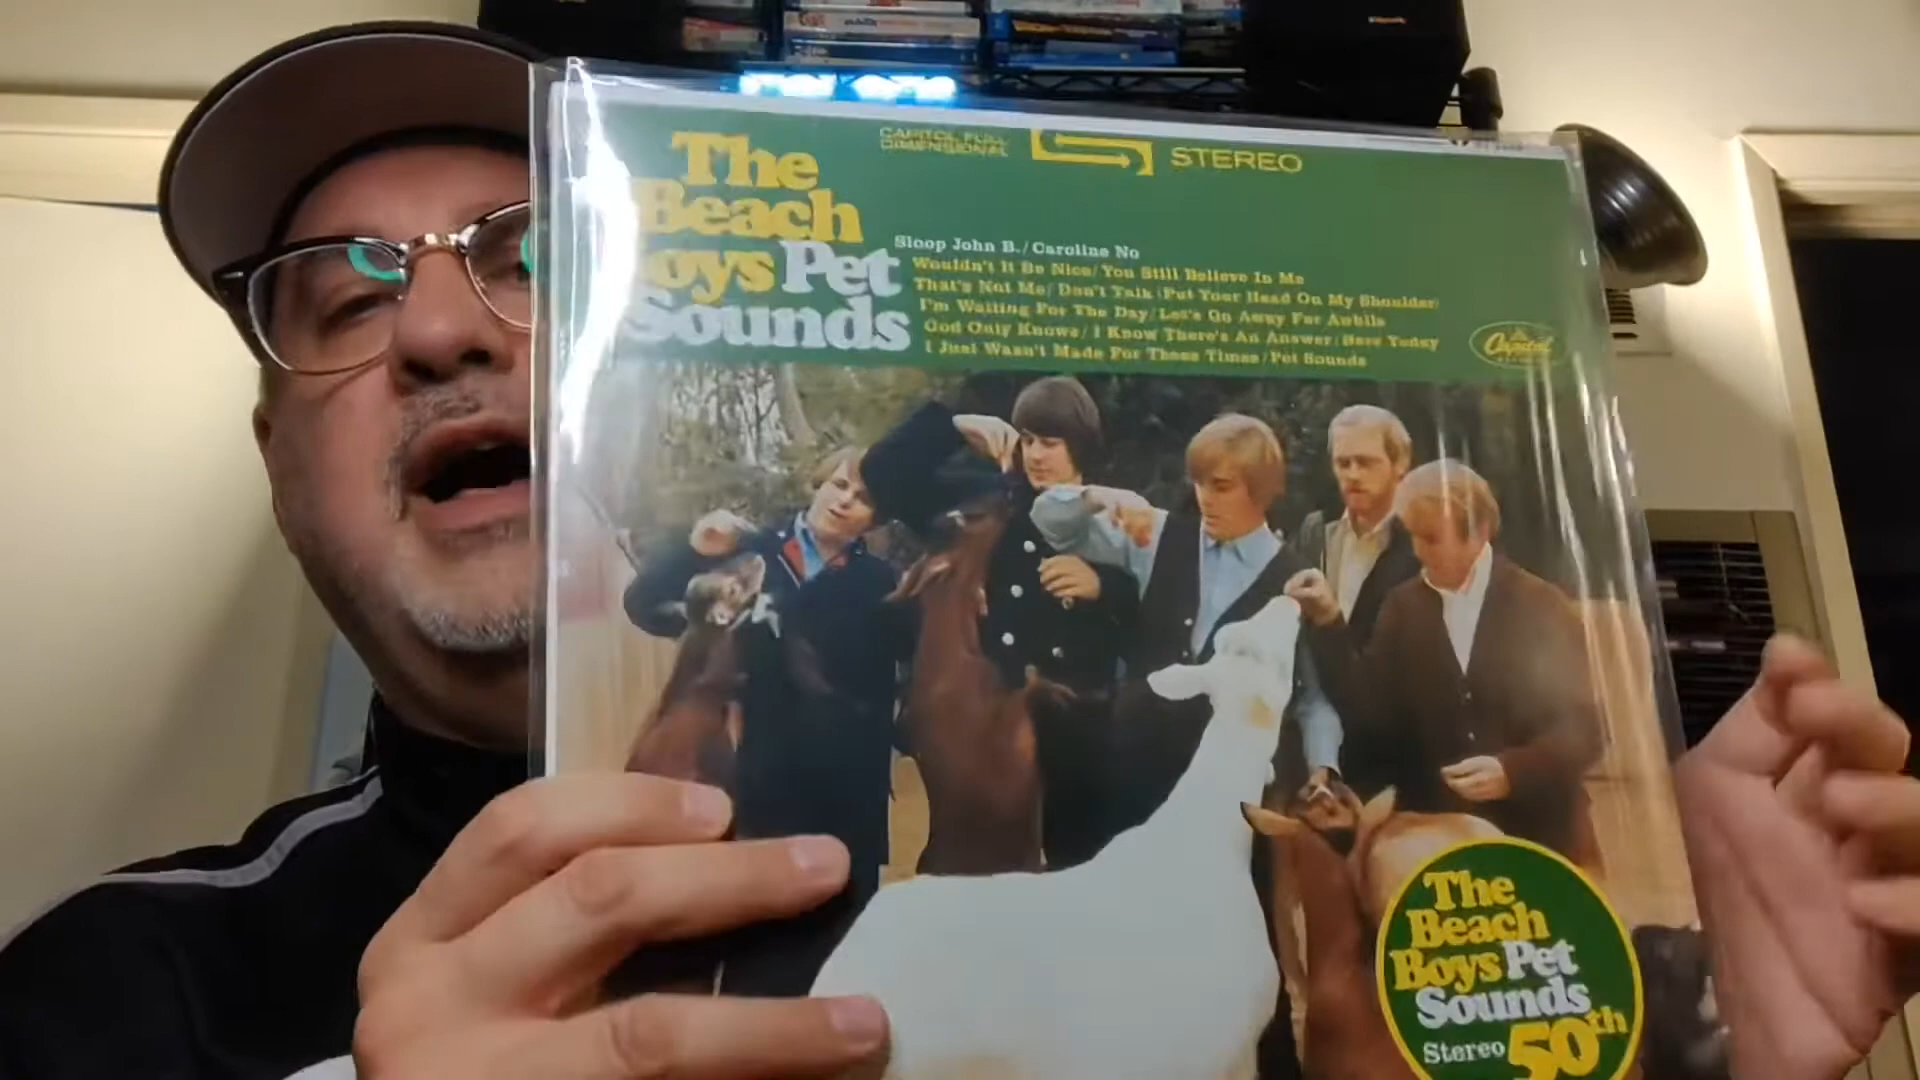 CAPITOL FULL
DIMENSIONAL
STEREO
The
Beach
oys Pet
Sounds
Sloop John B. / Caroline No
Wouldn't It Be Nice / You Still Believe In Me
That's Not Me / Don't Talk (Put Your Head On My Shoulder)
I'm Waiting For The Day / Let's Go Away For Awhile
God Only Knows / I Know There's An Answer / Here Today
I Just Wasn't Made For These Times / Pet Sounds
Capitol
The
Beach
Boys Pet
Sounds
Stereo 50th